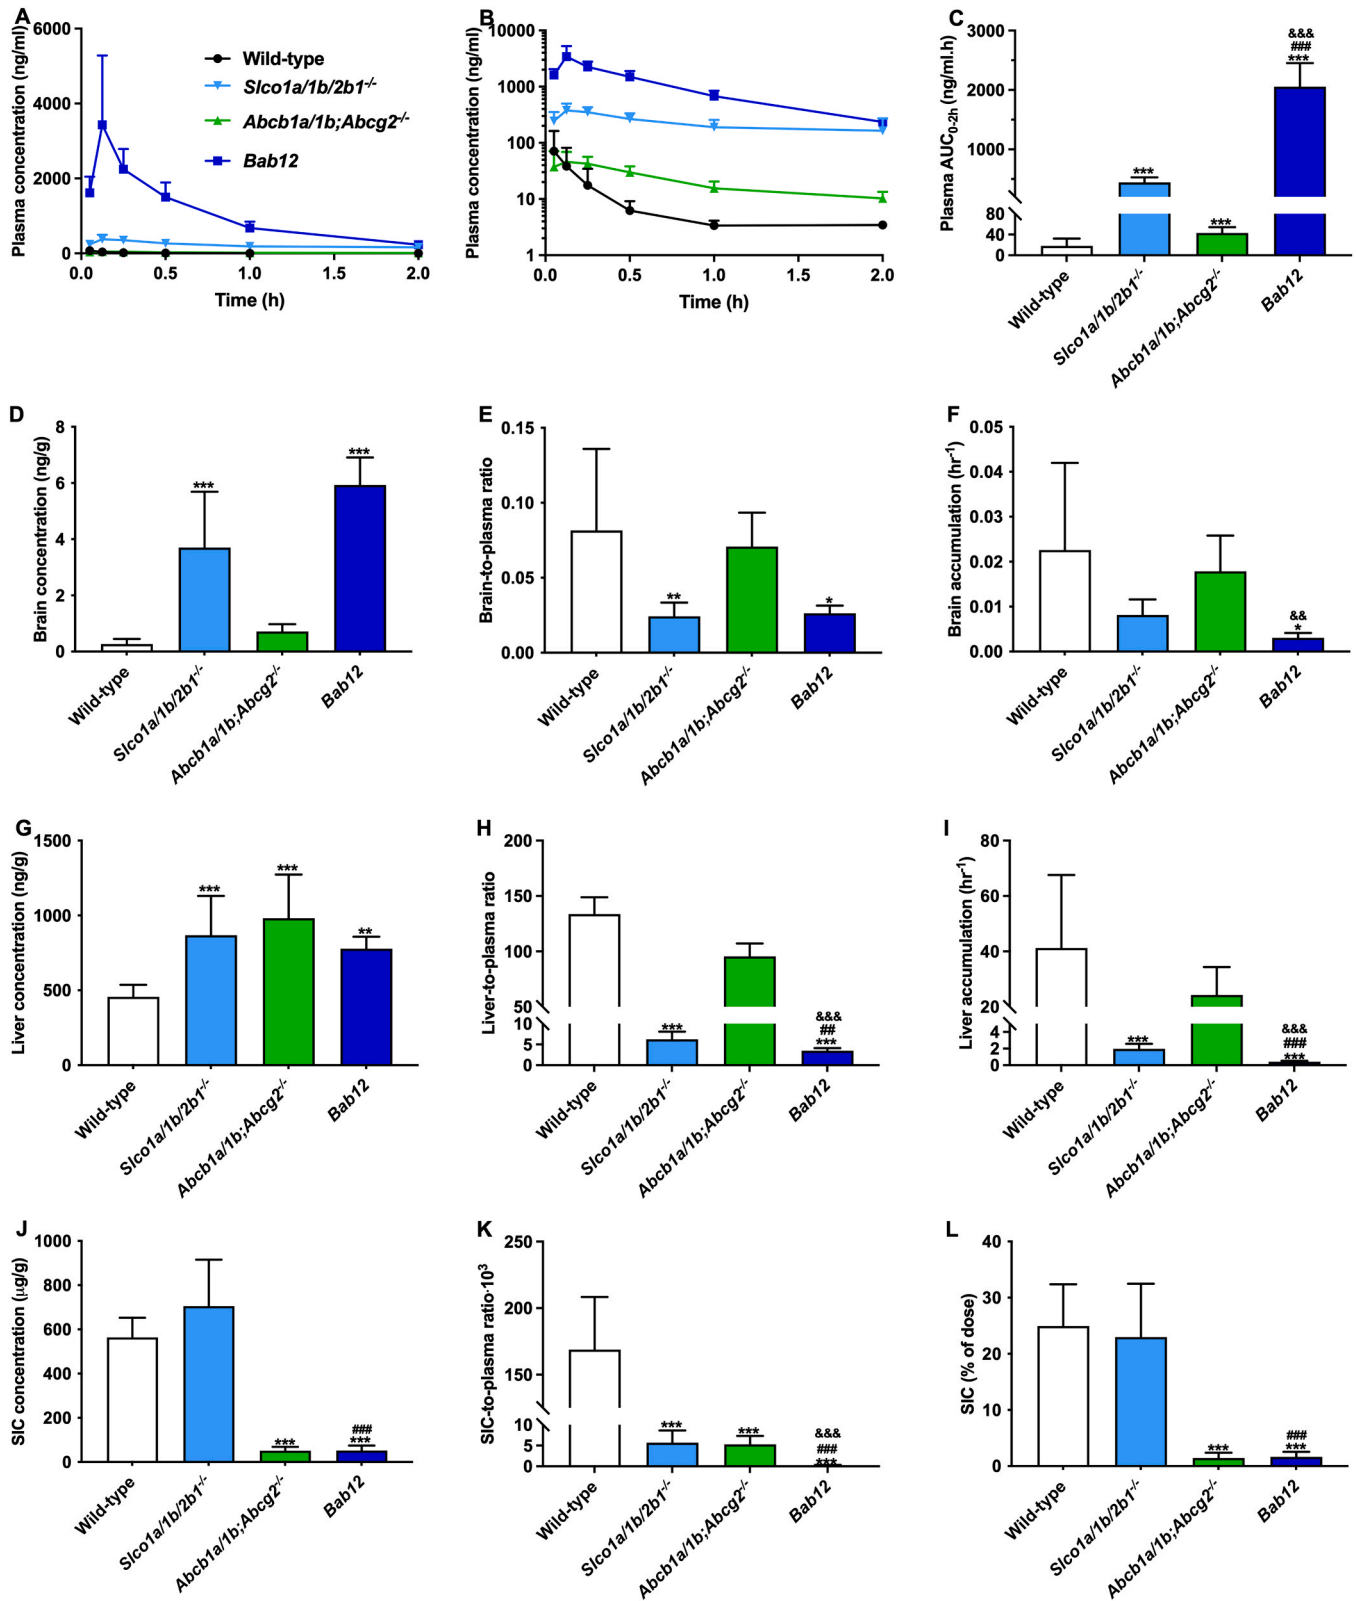 A
Plasma concentration (ng/ml)
6000
4000
2000
0
0.0 0.5 1.0 1.5 2.0
Time (h)
Wild-type
Slco1a/1b/2b1-/-
Abcb1a/1b;Abcg2-/-
Bab12
B
Plasma concentration (ng/ml)
10000
1000
100
10
1
0.0 0.5 1.0 1.5 2.0
Time (h)
C
Plasma AUC0-2h (ng/ml.h)
3000
2000
1000
80
40
0
***
***
&&&
###
***
Wild-type
Slco1a/1b/2b1-/-
Abcb1a/1b;Abcg2-/-
Bab12
D
Brain concentration (ng/g)
8
6
4
2
0
***
***
Wild-type
Slco1a/1b/2b1-/-
Abcb1a/1b;Abcg2-/-
Bab12
E
Brain-to-plasma ratio
0.15
0.10
0.05
0.00
**
*
Wild-type
Slco1a/1b/2b1-/-
Abcb1a/1b;Abcg2-/-
Bab12
F
Brain accumulation (hr-1)
0.05
0.04
0.03
0.02
0.01
0.00
&&
*
Wild-type
Slco1a/1b/2b1-/-
Abcb1a/1b;Abcg2-/-
Bab12
G
Liver concentration (ng/g)
1500
1000
500
0
***
***
**
Wild-type
Slco1a/1b/2b1-/-
Abcb1a/1b;Abcg2-/-
Bab12
H
Liver-to-plasma ratio
200
150
100
50
10
5
0
***
&&&
##
***
Wild-type
Slco1a/1b/2b1-/-
Abcb1a/1b;Abcg2-/-
Bab12
I
Liver accumulation (hr-1)
80
60
40
20
4
2
0
***
&&&
###
***
Wild-type
Slco1a/1b/2b1-/-
Abcb1a/1b;Abcg2-/-
Bab12
J
SIC concentration (µg/g)
1000
800
600
400
200
0
***
###
***
Wild-type
Slco1a/1b/2b1-/-
Abcb1a/1b;Abcg2-/-
Bab12
K
SIC-to-plasma ratio·10³
250
200
150
10
5
0
***
***
&&&
###
***
Wild-type
Slco1a/1b/2b1-/-
Abcb1a/1b;Abcg2-/-
Bab12
L
SIC (% of dose)
40
30
20
10
0
***
###
***
Wild-type
Slco1a/1b/2b1-/-
Abcb1a/1b;Abcg2-/-
Bab12